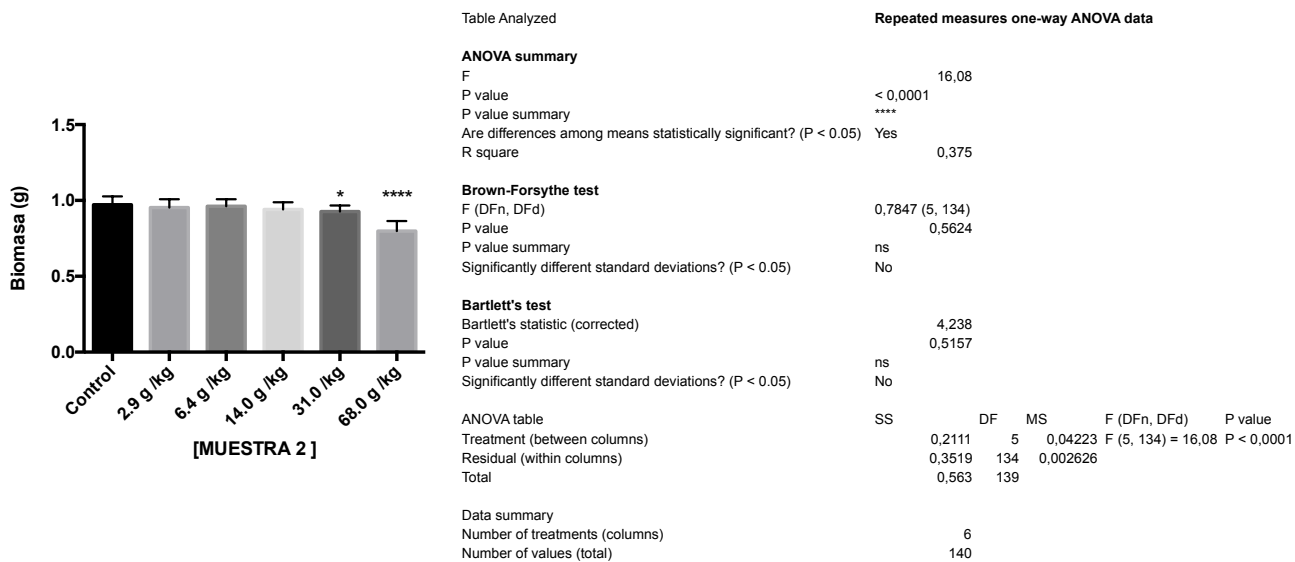 1.5
1.0
0.5
0.0
Biomasa (g)
* ****
Control
2.9 g /kg
6.4 g /kg
14.0 g /kg
31.0 /kg
68.0 g /kg
[MUESTRA 2 ]
Table Analyzed Repeated measures one-way ANOVA data
ANOVA summary
F 16,08
P value < 0,0001
P value summary ****
Are differences among means statistically significant? (P < 0.05) Yes
R square 0,375
Brown-Forsythe test
F (DFn, DFd) 0,7847 (5, 134)
P value 0,5624
P value summary ns
Significantly different standard deviations? (P < 0.05) No
Bartlett's test
Bartlett's statistic (corrected) 4,238
P value 0,5157
P value summary ns
Significantly different standard deviations? (P < 0.05) No
ANOVA table SS DF MS F (DFn, DFd) P value
Treatment (between columns) 0,2111 5 0,04223 F (5, 134) = 16,08 P < 0,0001
Residual (within columns) 0,3519 134 0,002626
Total 0,563 139
Data summary
Number of treatments (columns) 6
Number of values (total) 140